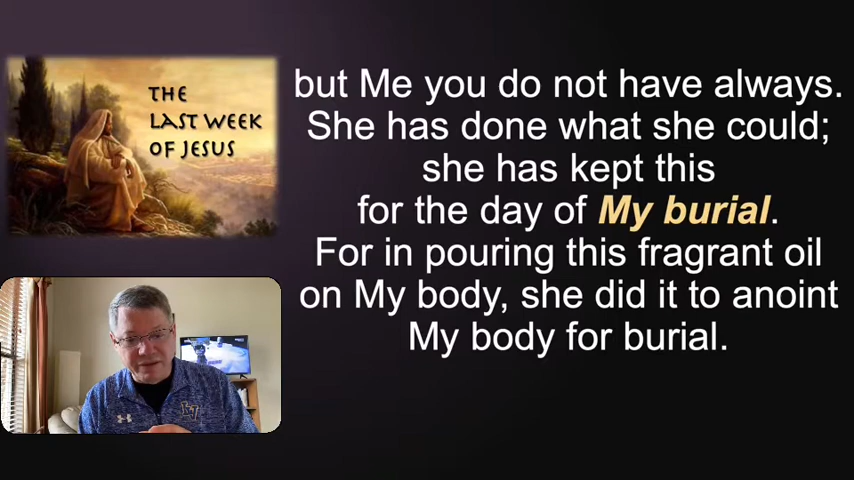 THE
LAST WEEK
OF JESUS
but Me you do not have always.
She has done what she could;
she has kept this
for the day of My burial.
For in pouring this fragrant oil
on My body, she did it to anoint
My body for burial.